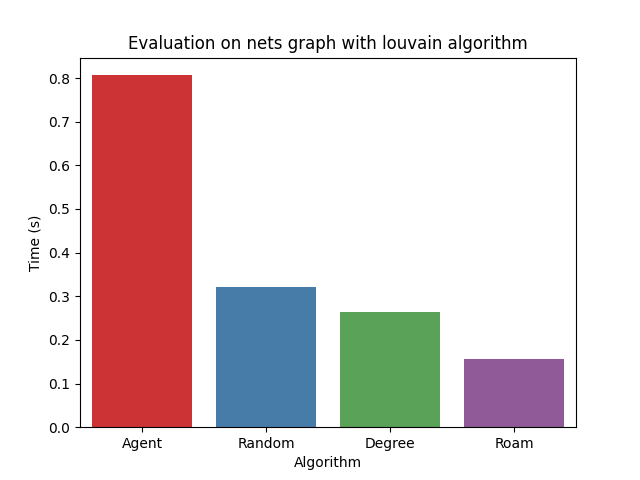 Evaluation on nets graph with louvain algorithm
Time (s)
0.8
0.7
0.6
0.5
0.4
0.3
0.2
0.1
0.0
Agent Random Degree Roam
Algorithm